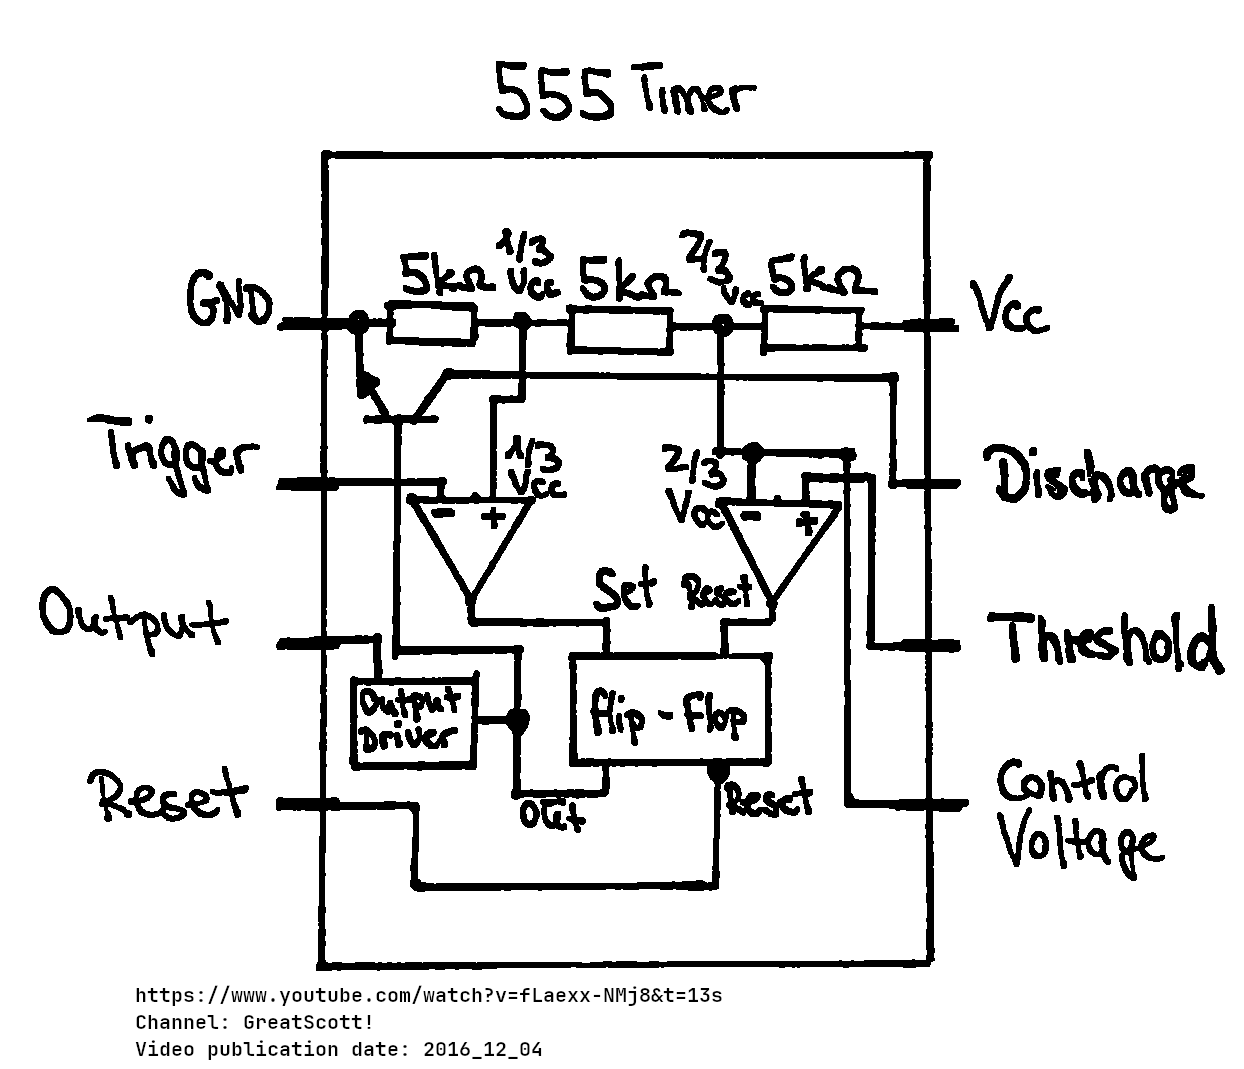 555 Timer
GND
5kΩ
1/3
Vcc
5kΩ
2/3
Vcc
5kΩ
Vcc
Trigger
1/3
Vcc
- +
2/3
Vcc
- +
Discharge
Output
Set
Reset
Threshold
Output
Driver
flip-flop
Reset
O̅u̅t̅
Reset
Control
Voltage
https://www.youtube.com/watch?v=fLaexx-NMj8&t=13s
Channel: GreatScott!
Video publication date: 2016_12_04